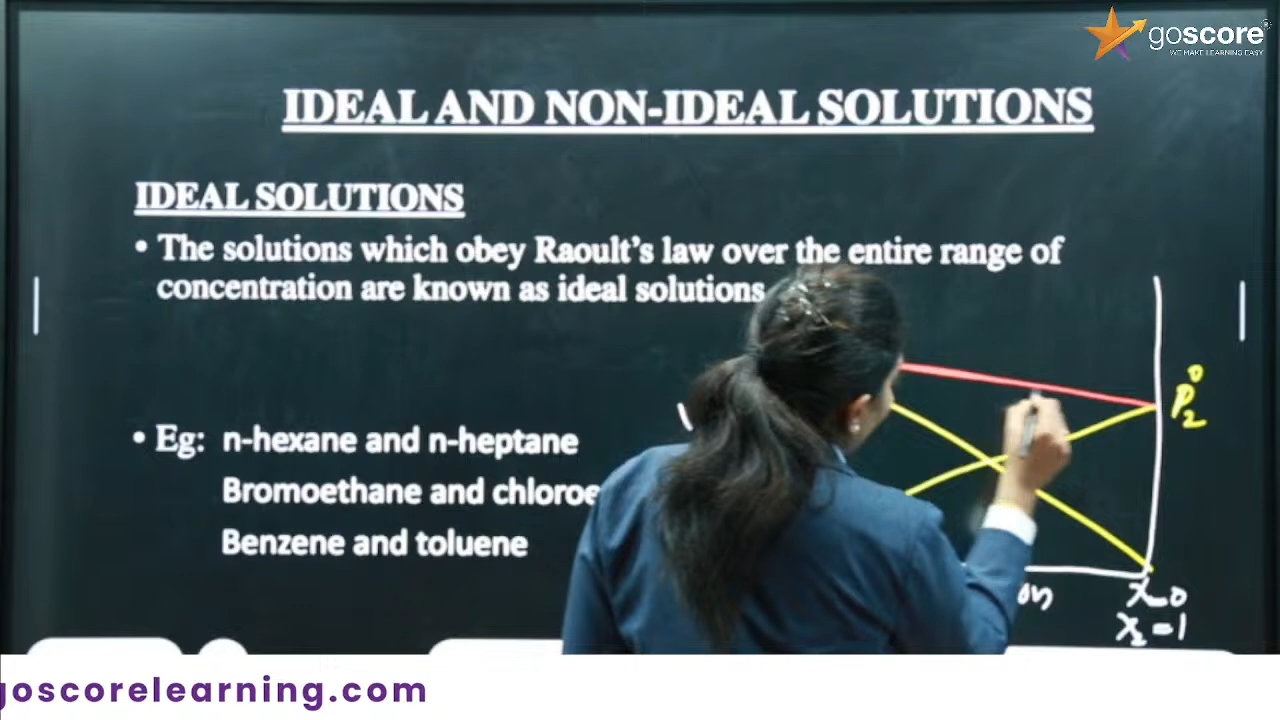 goscore
WE MAKE LEARNING EASY
IDEAL AND NON-IDEAL SOLUTIONS
IDEAL SOLUTIONS
• The solutions which obey Raoult's law over the entire range of
concentration are known as ideal solutions
• Eg: n-hexane and n-heptane
Bromoethane and chloroe
Benzene and toluene
P₂⁰
on
x=0
x₂=1
goscorelearning.com